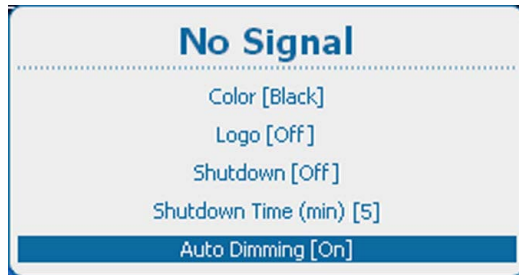 No Signal
Color [Black]
Logo [Off]
Shutdown [Off]
Shutdown Time (min) [5]
Auto Dimming [On]